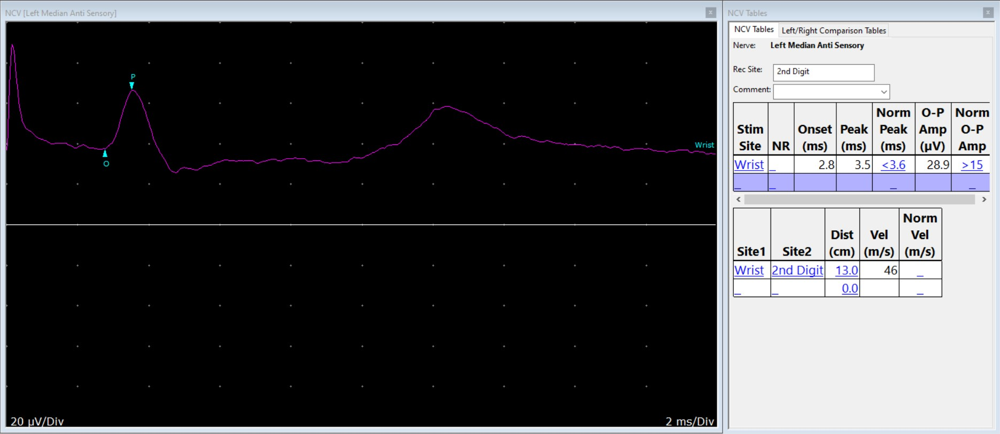 NCV [Left Median Anti Sensory]
P
O
Wrist
20 µV/Div
2 ms/Div
NCV Tables
NCV Tables
Left/Right Comparison Tables
Nerve: Left Median Anti Sensory
Rec Site: 2nd Digit
Comment:
Stim Site NR Onset (ms) Peak (ms) Norm Peak (ms) O-P Amp (µV) Norm O-P Amp
Wrist _ 2.8 3.5 <3.6 28.9 >15
_ _ _ _
Site1 Site2 Dist (cm) Vel (m/s) Norm Vel (m/s)
Wrist 2nd Digit 13.0 46 _
_ _ 0.0 _